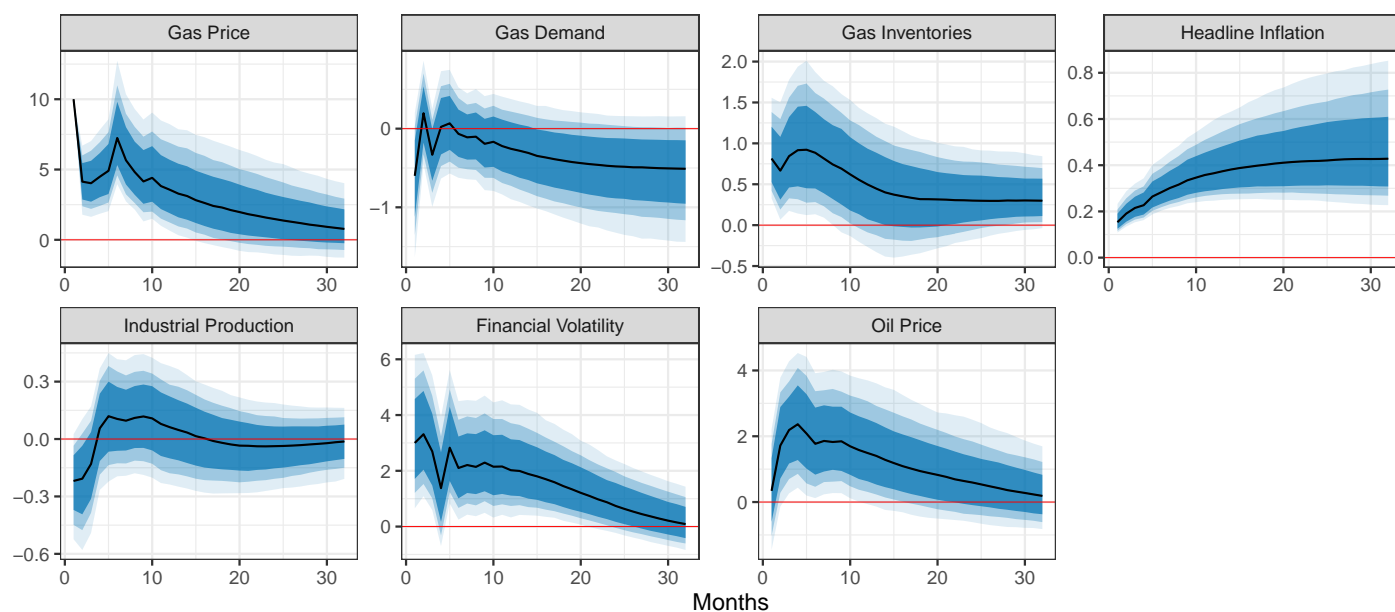 Gas Price
Gas Demand
Gas Inventories
Headline Inflation
10
5
0
0
−1
2.0
1.5
1.0
0.5
0.0
−0.5
0.8
0.6
0.4
0.2
0.0
0 10 20 30
0 10 20 30
0 10 20 30
0 10 20 30
Industrial Production
Financial Volatility
Oil Price
0.3
0.0
−0.3
−0.6
6
4
2
0
4
2
0
0 10 20 30
0 10 20 30
0 10 20 30
Months